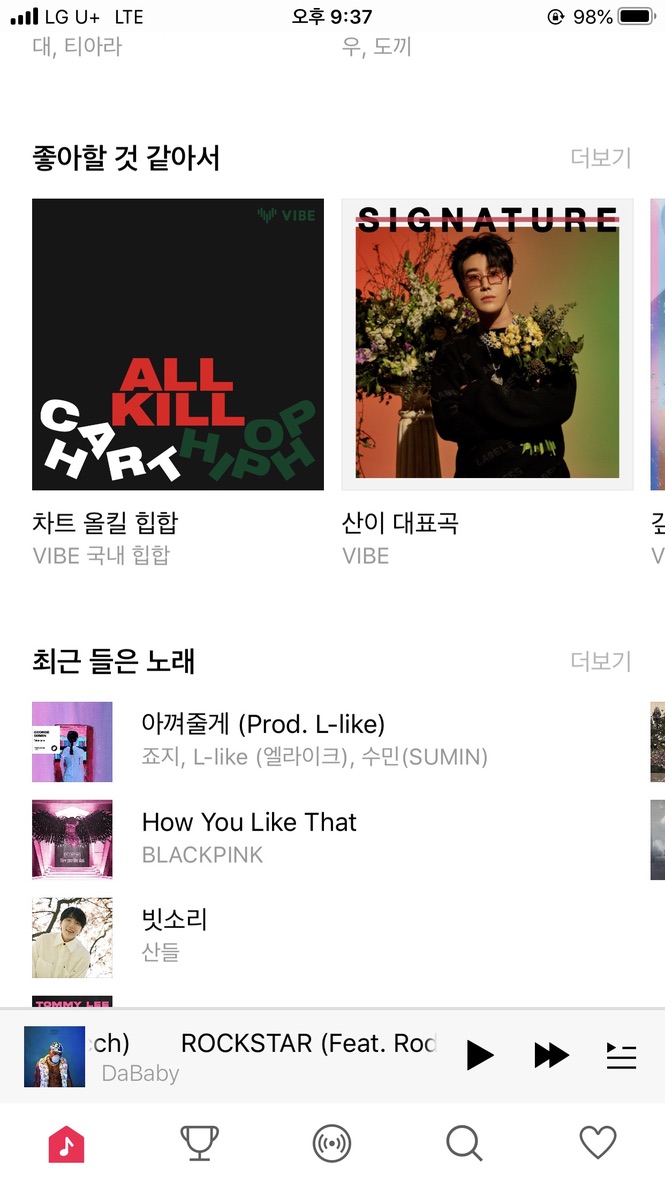 LG U+ LTE 오후 9:37 98%
대, 티아라 우, 도끼
좋아할 것 같아서 더보기
VIBE
ALL
KILL
CHART HIPHOP
SIGNATURE
차트 올킬 힙합
VIBE 국내 힙합
산이 대표곡
VIBE
최근 들은 노래 더보기
아껴줄게 (Prod. L-like)
죠지, L-like (엘라이크), 수민(SUMIN)
How You Like That
BLACKPINK
빗소리
산들
TOMMY LEE
cch) ROCKSTAR (Feat. Rod
DaBaby